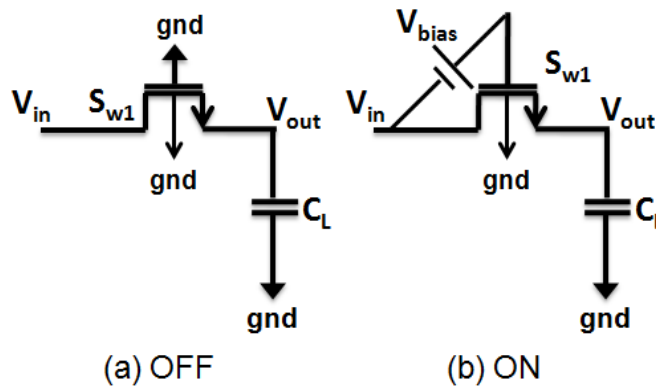 gnd
V_in
S_w1
V_out
gnd
C_L
gnd
(a) OFF
V_bias
S_w1
V_in
V_out
gnd
gnd
(b) ON